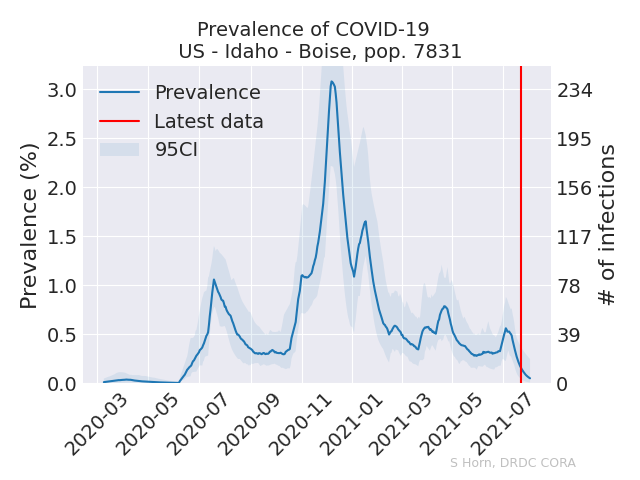 Prevalence of COVID-19
US - Idaho - Boise, pop. 7831
Prevalence
Latest data
95CI
Prevalence (%)
3.0
2.5
2.0
1.5
1.0
0.5
0.0
234
195
156
117
78
39
0
# of infections
2020-03
2020-05
2020-07
2020-09
2020-11
2021-01
2021-03
2021-05
2021-07
S Horn, DRDC CORA